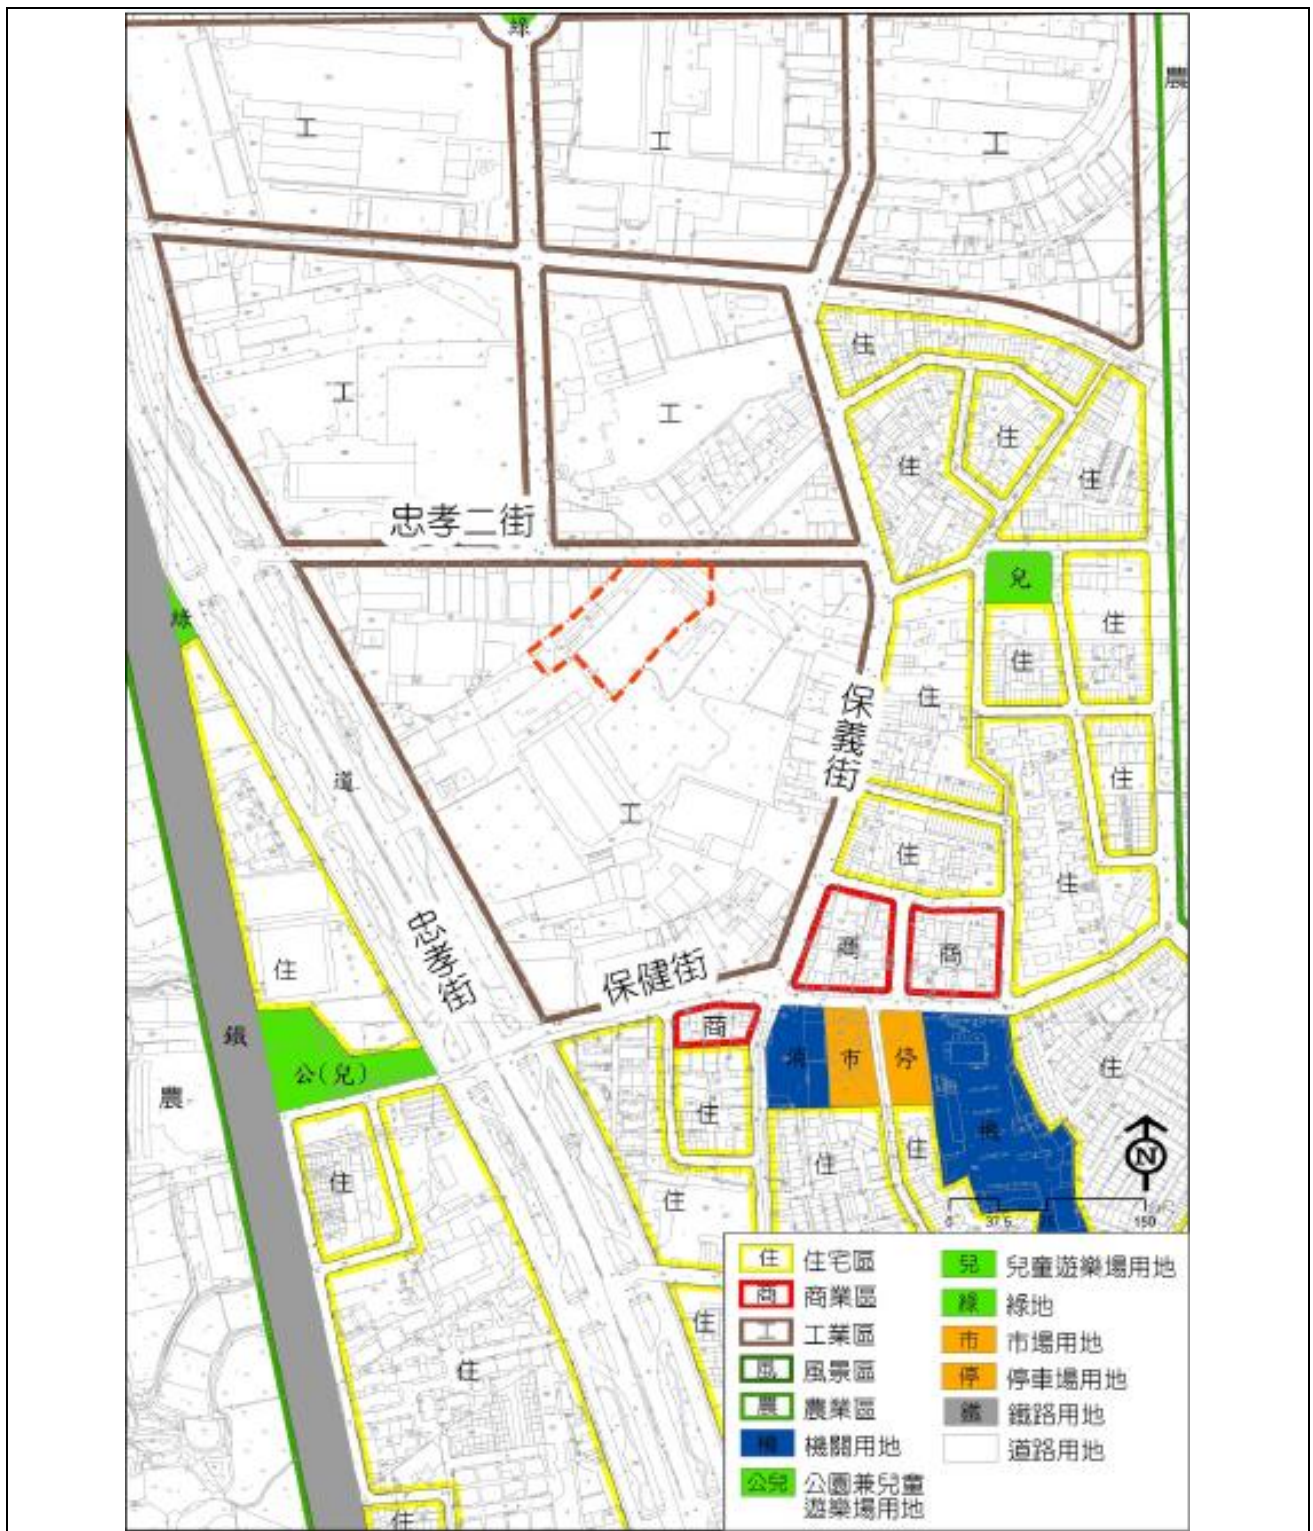 綠
農
工
工
工
住
工
工
住
住
住
忠孝二街
兒
綠
住
住
住
保義街
道
住
工
住
住
忠孝街
商
商
住
保健街
鐵
商
市
停
公(兒)
住
農
住
機
住
住
住
住
N
0
37.5
150
住
住宅區
兒
兒童遊樂場用地
商
商業區
綠
綠地
住
工
工業區
市
市場用地
住
風
風景區
停
停車場用地
農
農業區
鐵
鐵路用地
機
機關用地
道路用地
公兒
公園兼兒童
遊樂場用地
住